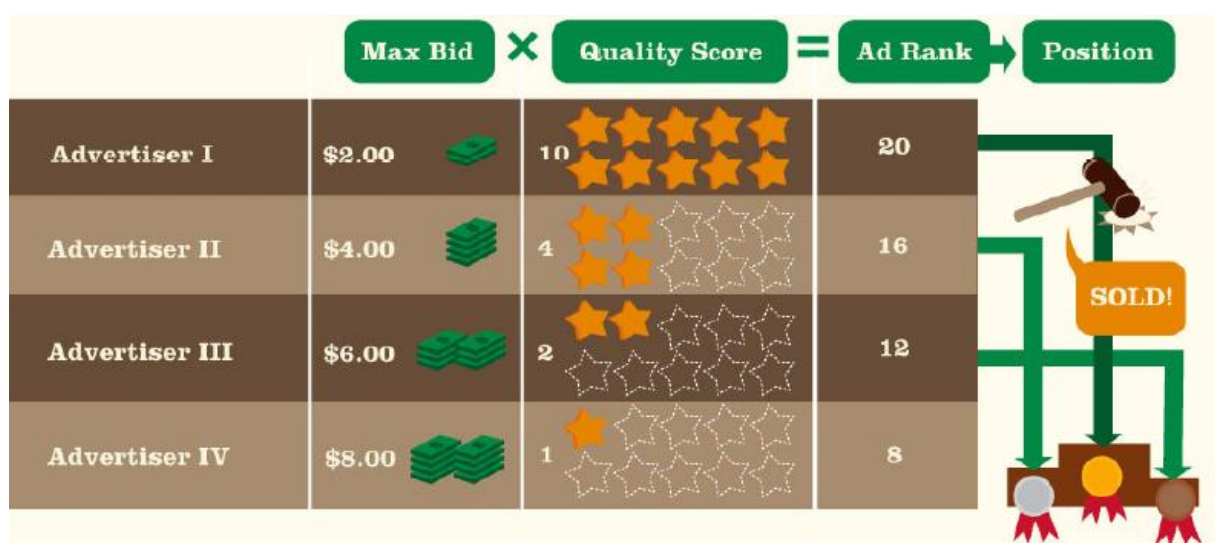 Max Bid × Quality Score = Ad Rank Position
Advertiser I $2.00 10 20
Advertiser II $4.00 4 16
SOLD!
Advertiser III $6.00 2 12
Advertiser IV $8.00 1 8